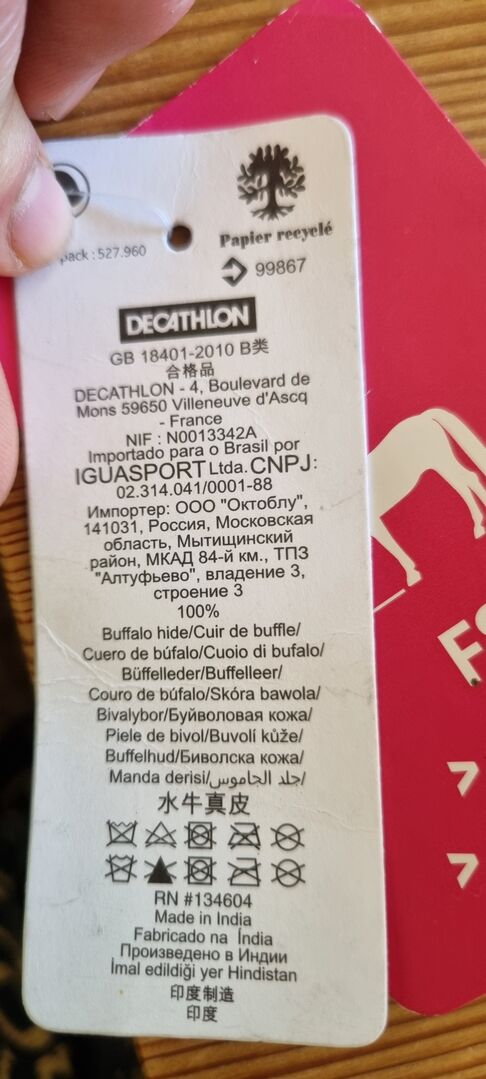 pack : 527.960
Papier recyclé
99867
DECATHLON
GB 18401-2010 B类
合格品
DECATHLON - 4, Boulevard de
Mons 59650 Villeneuve d'Ascq
- France
NIF : N0013342A
Importado para o Brasil por
IGUASPORT Ltda. CNPJ:
02.314.041/0001-88
Импортер: ООО "Октоблу",
141031, Россия, Московская
область, Мытищинский
район, МКАД 84-й км., ТПЗ
"Алтуфьево", владение 3,
строение 3
100%
Buffalo hide/Cuir de buffle/
Cuero de búfalo/Cuoio di bufalo/
Büffelleder/Buffelleer/
Couro de búfalo/Skóra bawola/
Bivalybor/Буйволовая кожа/
Piele de bivol/Buvolí kůže/
Buffelhud/Биволска кожа/
Manda derisi/جلد الجاموس/
水牛真皮
RN #134604
Made in India
Fabricado na Índia
Произведено в Индии
İmal edildiği yer Hindistan
印度制造
印度